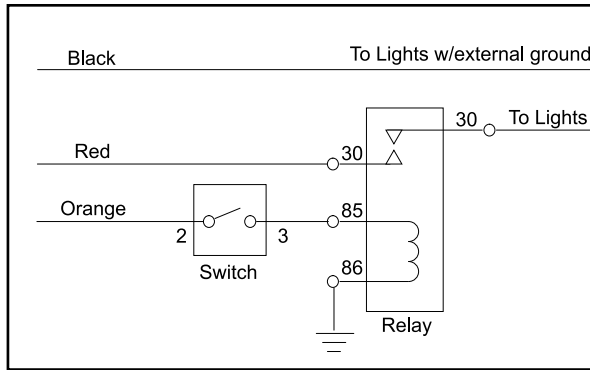 Black
To Lights w/external ground
30
To Lights
Red
30
Orange
85
2
3
Switch
86
Relay